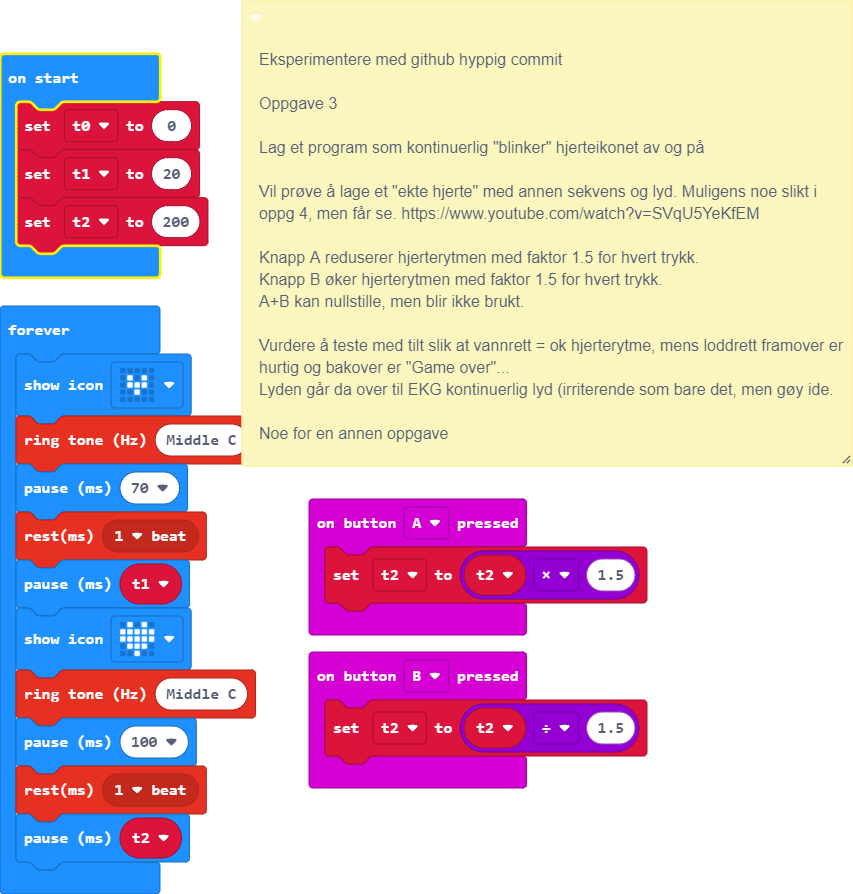 Eksperimentere med github hyppig commit
Oppgave 3
Lag et program som kontinuerlig "blinker" hjerteikonet av og på
Vil prøve å lage et "ekte hjerte" med annen sekvens og lyd. Muligens noe slikt i
oppg 4, men får se. https://www.youtube.com/watch?v=SVqU5YeKfEM
Knapp A reduserer hjerterytmen med faktor 1.5 for hvert trykk.
Knapp B øker hjerterytmen med faktor 1.5 for hvert trykk.
A+B kan nullstille, men blir ikke brukt.
Vurdere å teste med tilt slik at vannrett = ok hjerterytme, mens loddrett framover er
hurtig og bakover er "Game over"...
Lyden går da over til EKG kontinuerlig lyd (irriterende som bare det, men gøy ide.
Noe for en annen oppgave
on start
set t0 to 0
set t1 to 20
set t2 to 200
forever
show icon
ring tone (Hz) Middle C
pause (ms) 70
rest(ms) 1 beat
pause (ms) t1
show icon
ring tone (Hz) Middle C
pause (ms) 100
rest(ms) 1 beat
pause (ms) t2
on button A pressed
set t2 to t2 × 1.5
on button B pressed
set t2 to t2 ÷ 1.5